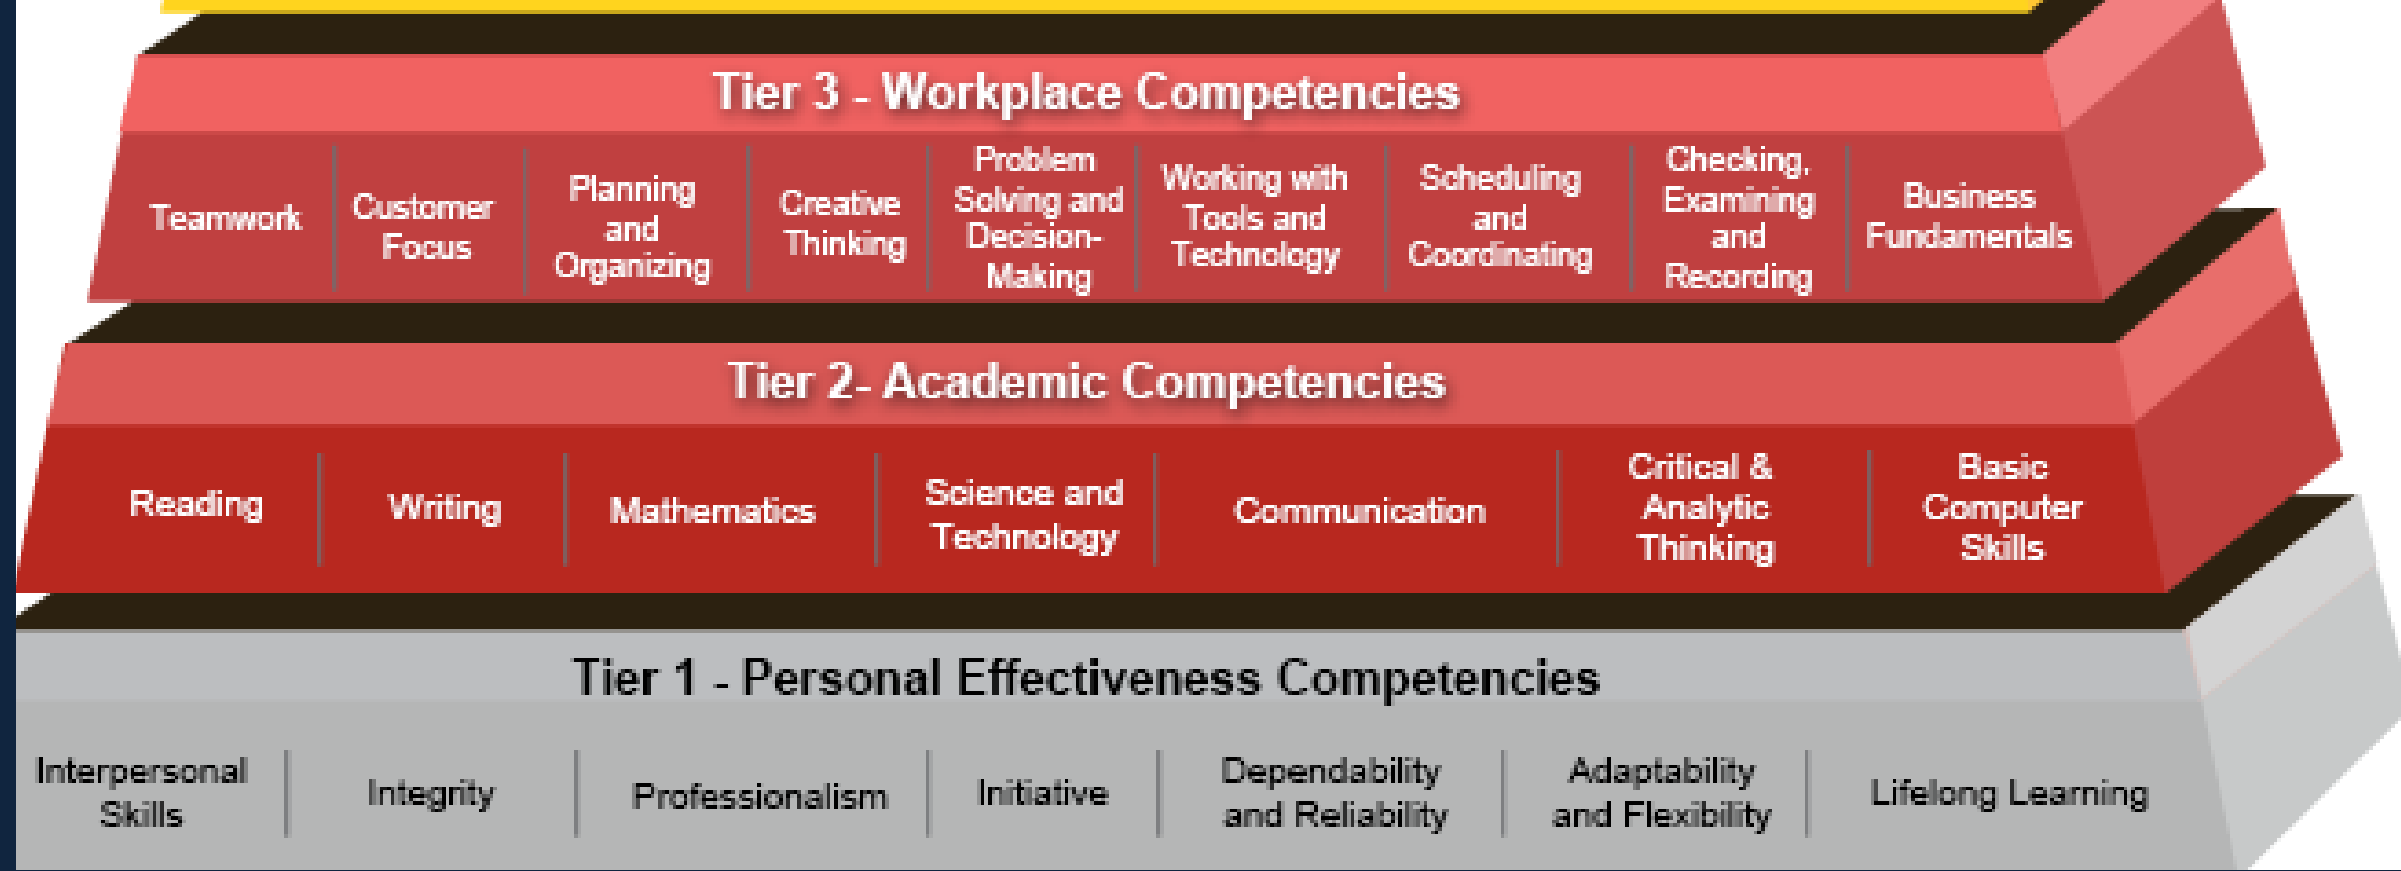 Tier 3 - Workplace Competencies
Teamwork
Customer
Focus
Planning
and
Organizing
Creative
Thinking
Problem
Solving and
Decision-
Making
Working with
Tools and
Technology
Scheduling
and
Coordinating
Checking,
Examining
and
Recording
Business
Fundamentals
Tier 2- Academic Competencies
Reading
Writing
Mathematics
Science and
Technology
Communication
Critical &
Analytic
Thinking
Basic
Computer
Skills
Tier 1 - Personal Effectiveness Competencies
Interpersonal
Skills
Integrity
Professionalism
Initiative
Dependability
and Reliability
Adaptability
and Flexibility
Lifelong Learning